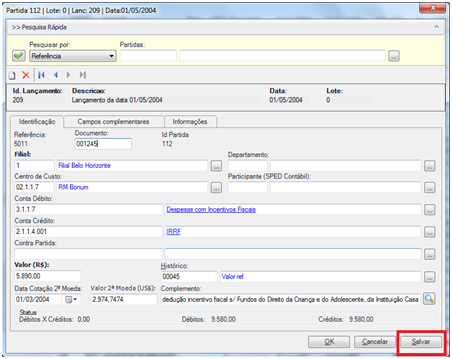 Partida 112 | Lote: 0 | Lanc: 209 | Data:01/05/2004
>> Pesquisa Rápida
Pesquisar por: Partidas:
Referência ...
Id. Lançamento: Descricao: Data: Lote:
209 Lançamento da data 01/05/2004 01/05/2004 0
Identificação Campos complementares Informações
Referência: Documento: Id Partida
5011 001245 112
Filial: Departamento:
1 Filial Belo Horizonte ... ...
Centro de Custo: Participante (SPED Contábil):
02.1.1.7 RM Bonum ... ...
Conta Débito:
3.1.1.7 Despesas com Incentivos Fiscais ...
Conta Crédito:
2.1.1.4.001 IRRF ...
Contra Partida:
...
Valor (R$): Histórico:
5.890.00 00045 Valor ref ...
Data Cotação 2ª Moeda: Valor 2ª Moeda (US$): Complemento:
01/03/2004 2.974,7474 dedução incentivo fiscal s/ Fundos do Direto da Criança e do Adolescente, da Instituição Casa
Status
Débitos X Créditos: 0,00 Débitos: 9.580,00 Créditos: 9.580,00
OK Cancelar Salvar